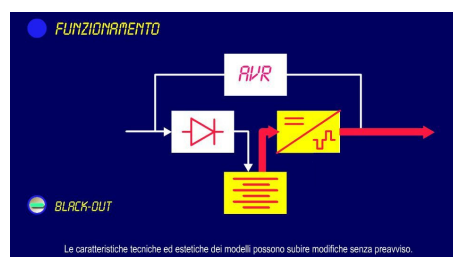 FUNZIONAMENTO
AVR
BLACK-OUT
Le caratteristiche tecniche ed estetiche dei modelli possono subire modifiche senza preavviso.